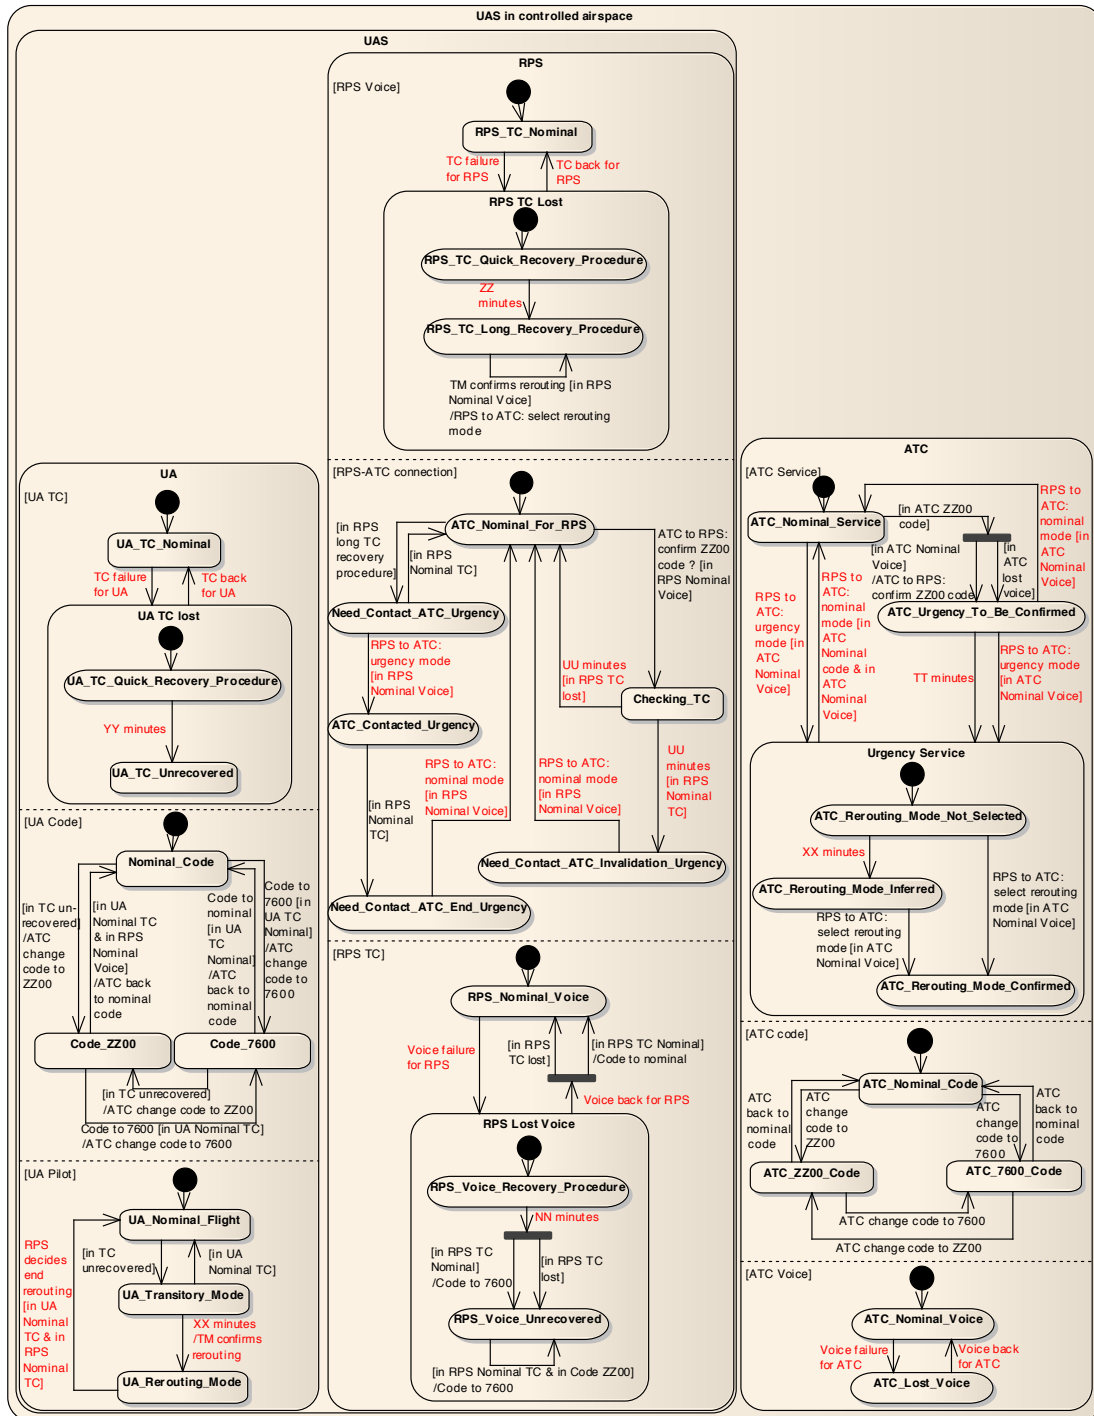 UAS in controlled airspace
UAS
RPS
[RPS Voice]
RPS_TC_Nominal
TC failure
for RPS
TC back for
RPS
RPS TC Lost
RPS_TC_Quick_Recovery_Procedure
ZZ
minutes
RPS_TC_Long_Recovery_Procedure
TM confirms rerouting [in RPS
Nominal Voice]
/RPS to ATC: select rerouting
mode
UA
[UA TC]
UA_TC_Nominal
TC failure
for UA
TC back
for UA
UA TC lost
UA_TC_Quick_Recovery_Procedure
YY minutes
UA_TC_Unrecovered
[UA Code]
Nominal_Code
[in TC un-
recovered]
/ATC
change
code to
ZZ00
[in UA
Nominal TC
& in RPS
Nominal
Voice]
/ATC back
to nominal
code
Code to
nominal
[in UA
TC
Nominal]
/ATC
back to
nominal
code
Code to
7600 [in
UA TC
Nominal]
/ATC
change
code to
7600
Code_ZZ00
Code_7600
[in TC unrecovered]
/ATC change code to ZZ00
Code to 7600 [in UA Nominal TC]
/ATC change code to 7600
[UA Pilot]
UA_Nominal_Flight
RPS
decides
end
rerouting
[in UA
Nominal
TC & in
RPS
Nominal
TC]
[in TC
unrecovered]
[in UA
Nominal TC]
UA_Transitory_Mode
XX minutes
/TM confirms
rerouting
UA_Rerouting_Mode
[RPS-ATC connection]
ATC_Nominal_For_RPS
[in RPS
long TC
recovery
procedure]
[in RPS
Nominal TC]
ATC to RPS:
confirm ZZ00
code ? [in
RPS Nominal
Voice]
Need_Contact_ATC_Urgency
RPS to ATC:
urgency mode
[in RPS
Nominal Voice]
UU minutes
[in RPS TC
lost]
Checking_TC
ATC_Contacted_Urgency
RPS to ATC:
nominal mode
[in RPS
Nominal Voice]
RPS to ATC:
nominal mode
[in RPS
Nominal Voice]
UU
minutes
[in RPS
Nominal
TC]
[in RPS
Nominal
TC]
Need_Contact_ATC_Invalidation_Urgency
Need_Contact_ATC_End_Urgency
[RPS TC]
RPS_Nominal_Voice
Voice failure
for RPS
[in RPS
TC lost]
[in RPS TC Nominal]
/Code to nominal
Voice back for RPS
RPS Lost Voice
RPS_Voice_Recovery_Procedure
NN minutes
[in RPS TC
Nominal]
/Code to 7600
[in RPS TC
lost]
RPS_Voice_Unrecovered
[in RPS Nominal TC & in Code ZZ00]
/Code to 7600
ATC
[ATC Service]
ATC_Nominal_Service
[in ATC ZZ00
code]
RPS to
ATC:
nominal
mode [in
ATC
Nominal
Voice]
[in ATC Nominal
Voice]
/ATC to RPS:
confirm ZZ00 code
[in
ATC
lost
voice]
RPS to
ATC:
urgency
mode [in
ATC
Nominal
Voice]
RPS to
ATC:
nominal
mode [in
ATC
Nominal
code & in
ATC
Nominal
Voice]
ATC_Urgency_To_Be_Confirmed
TT minutes
RPS to ATC:
urgency mode
[in ATC
Nominal Voice]
Urgency Service
ATC_Rerouting_Mode_Not_Selected
XX minutes
ATC_Rerouting_Mode_Inferred
RPS to ATC:
select rerouting
mode [in ATC
Nominal Voice]
RPS to ATC:
select rerouting
mode [in ATC
Nominal Voice]
ATC_Rerouting_Mode_Confirmed
[ATC code]
ATC_Nominal_Code
ATC
back to
nominal
code
ATC
change
code to
ZZ00
ATC
change
code to
7600
ATC
back to
nominal
code
ATC_ZZ00_Code
ATC_7600_Code
ATC change code to 7600
ATC change code to ZZ00
[ATC Voice]
ATC_Nominal_Voice
Voice failure
for ATC
Voice back
for ATC
ATC_Lost_Voice